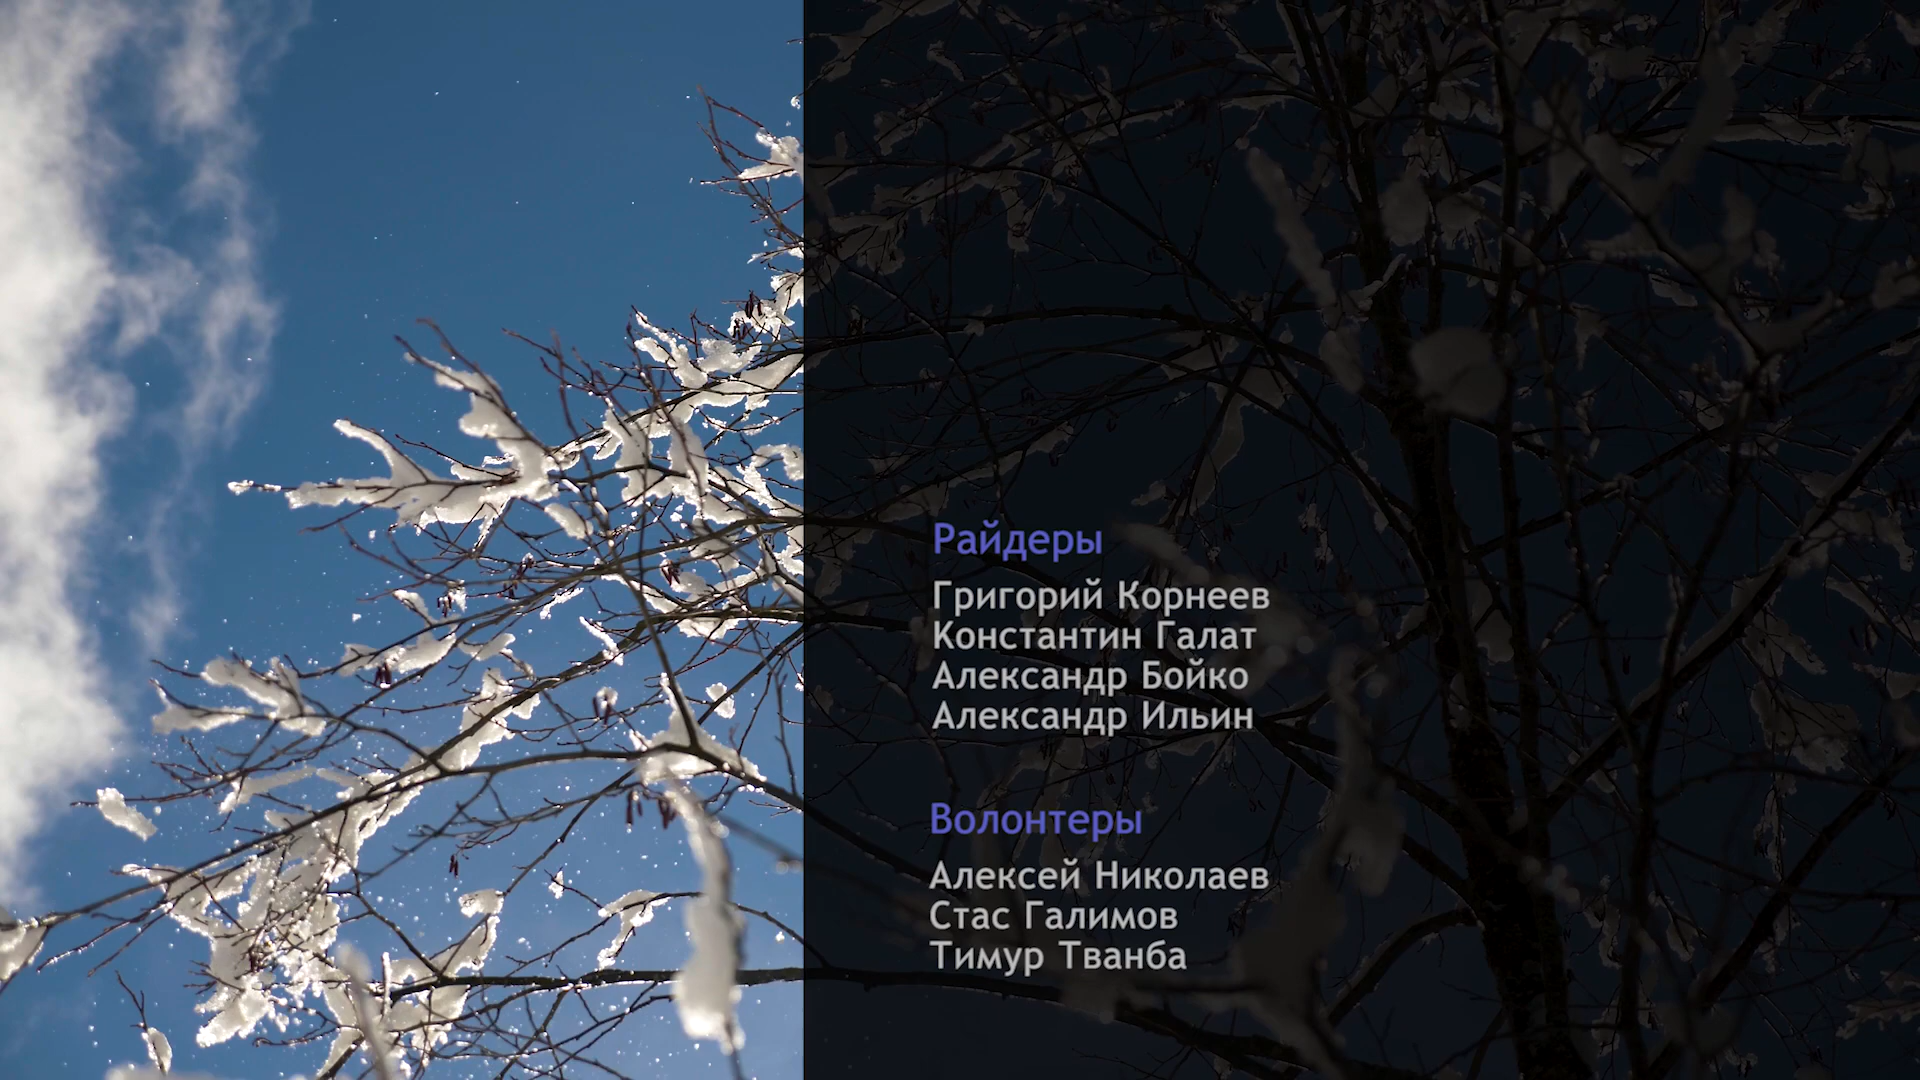 Райдеры
Григорий Корнеев
Константин Галат
Александр Бойко
Александр Ильин
Волонтеры
Алексей Николаев
Стас Галимов
Тимур Тванба